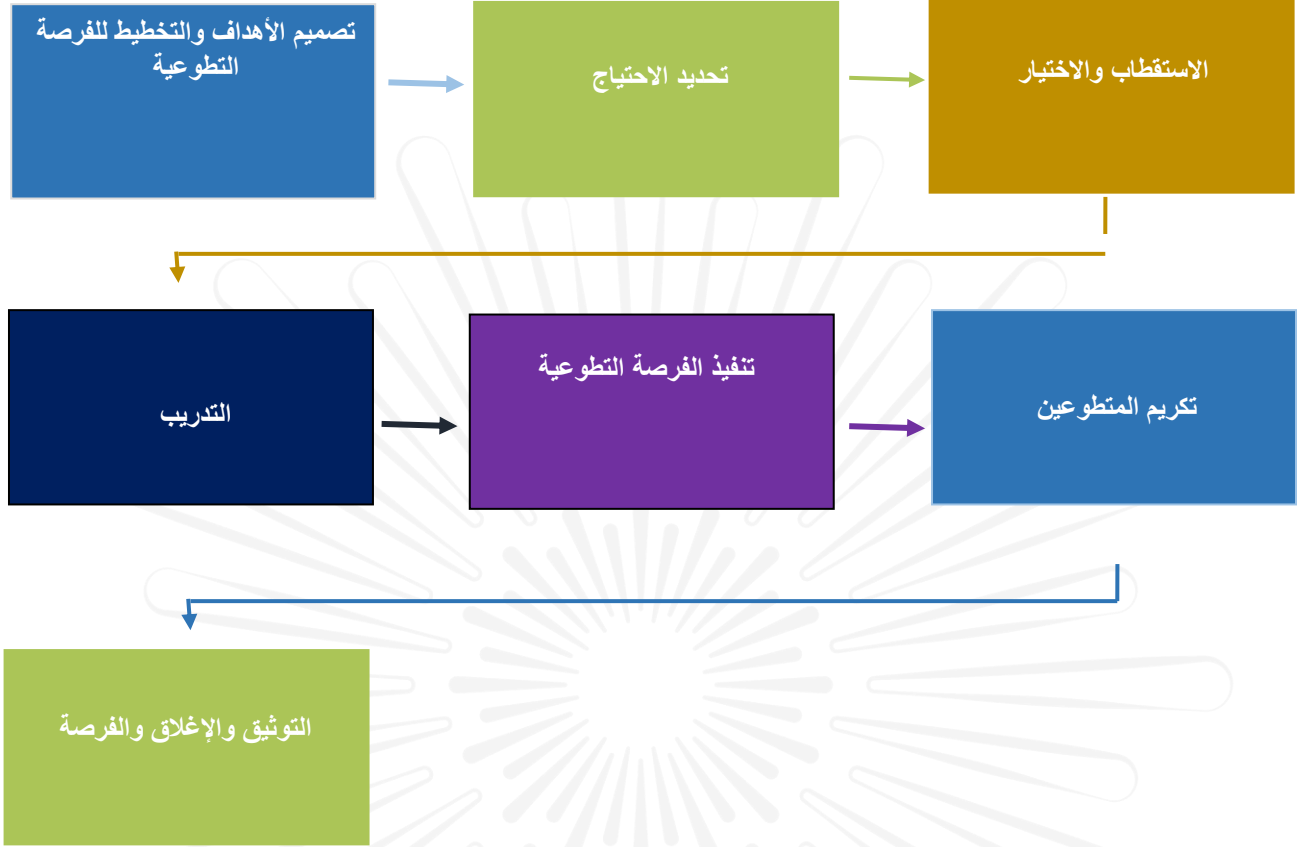 تصميم الأهداف والتخطيط للفرصة
التطوعية
تحديد الاحتياج
الاستقطاب والاختيار
التدريب
تنفيذ الفرصة التطوعية
تكريم المتطوعين
التوثيق والإغلاق والفرصة